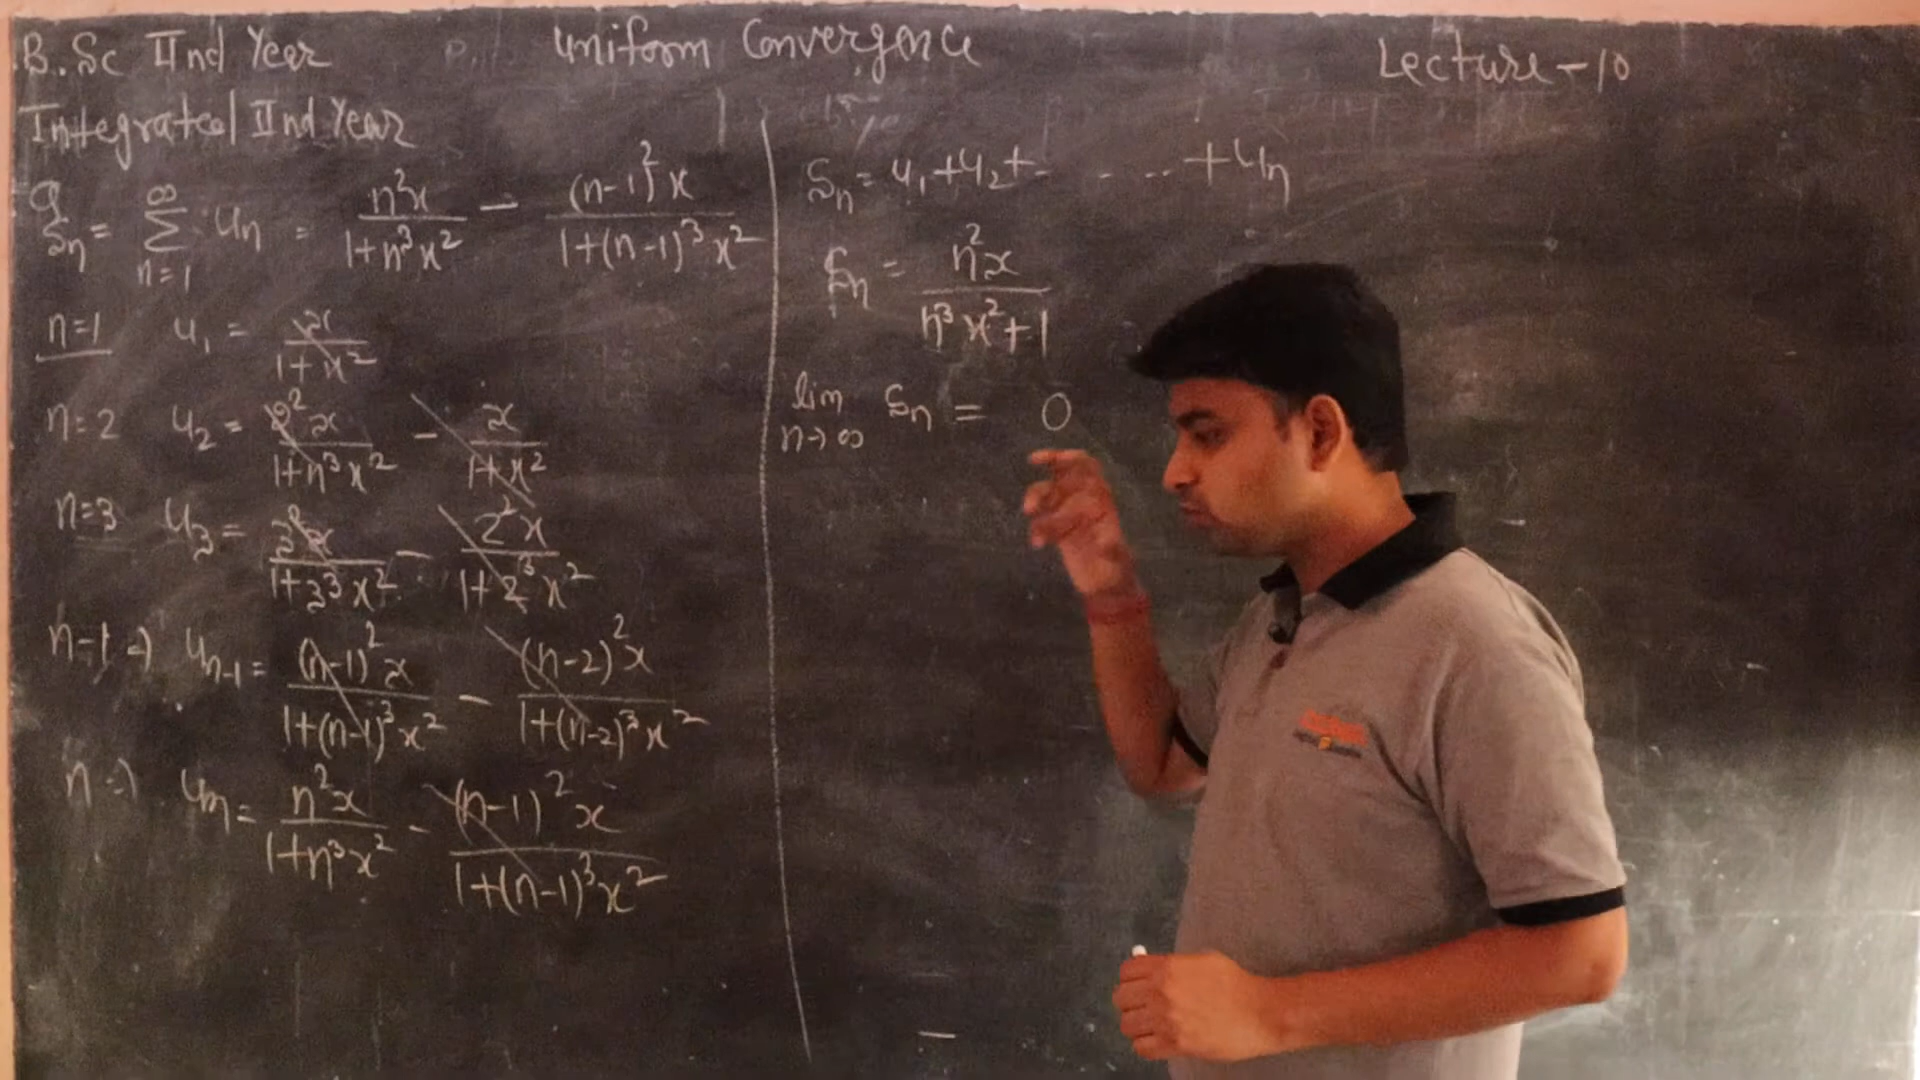 B.Sc IInd Year
Uniform Convergence
Lecture-10
Integrated IInd Year
Q
Sn = ∑_{n=1}^{∞} un = n²x/(1+n³x²) - (n-1)²x/(1+(n-1)³x²)
n=1 u₁ = x/(1+x²)
n=2 u₂ = 2²x/(1+n³x²) - x/(1+x²)
n=3 u₃ = 3²x/(1+3³x²) - 2²x/(1+2³x²)
n-1 ⇒ un-1 = (n-1)²x/(1+(n-1)³x²) - (n-2)²x/(1+(n-2)³x²)
n ⇒ un = n²x/(1+n³x²) - (n-1)²x/(1+(n-1)³x²)
Sn = u₁+u₂+- - - .. +un
Sn = n²x/(n³x²+1)
lim n→∞ Sn = 0